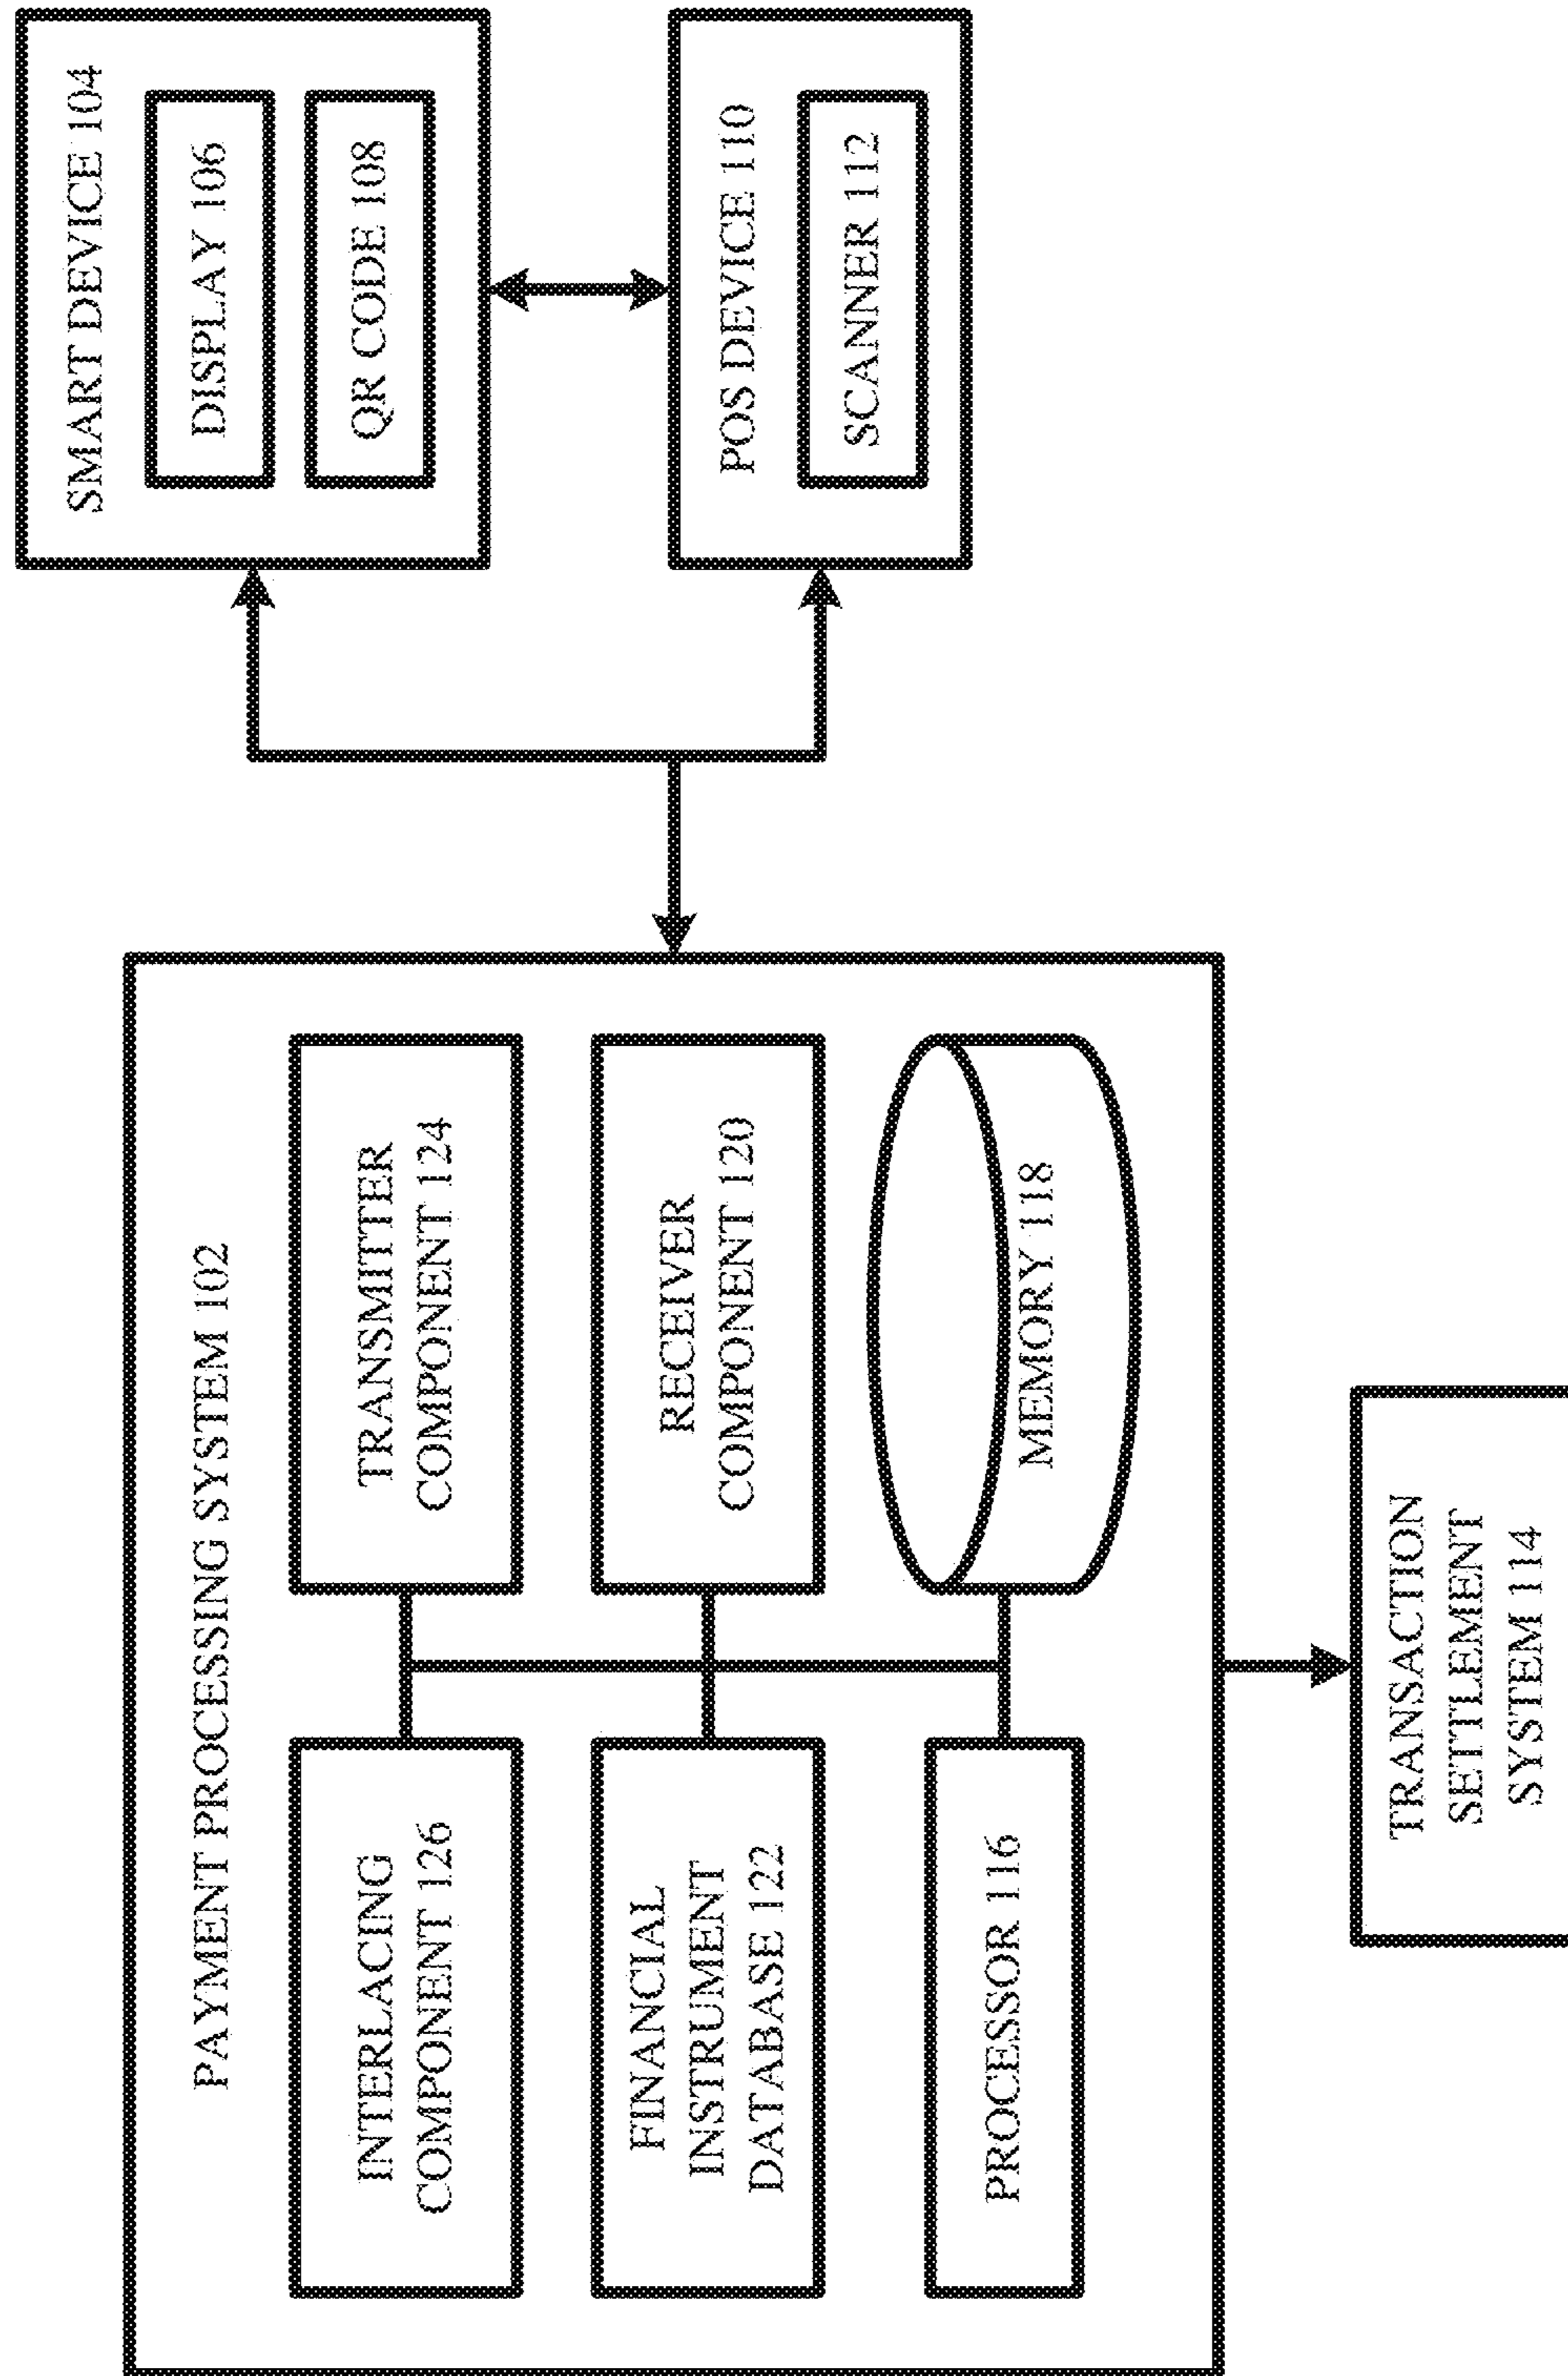 PAYMENT PROCESSING SYSTEM 102
INTERLACING
COMPONENT 126
TRANSMITTER
COMPONENT 124
FINANCIAL
INSTRUMENT
DATABASE 122
RECEIVER
COMPONENT 120
PROCESSOR 116
MEMORY 118
SMART DEVICE 104
DISPLAY 106
QR CODE 108
POS DEVICE 110
SCANNER 112
TRANSACTION
SETTLEMENT
SYSTEM 114